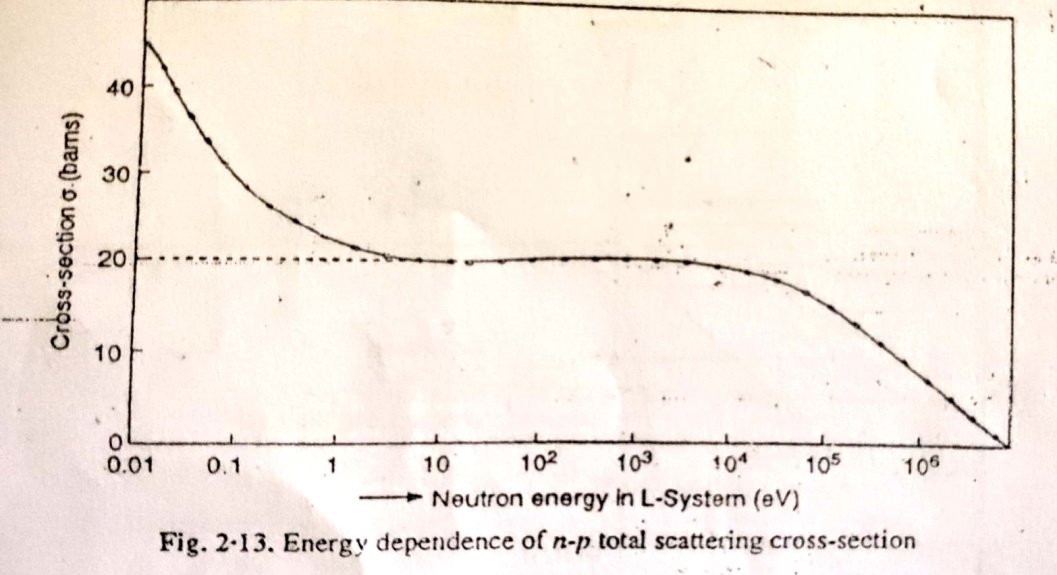 Cross-section σ (barns)
40
30
20
10
0
0.01 0.1 1 10 10² 10³ 10⁴ 10⁵ 10⁶
Neutron energy in L-System (eV)
Fig. 2·13. Energy dependence of n-p total scattering cross-section